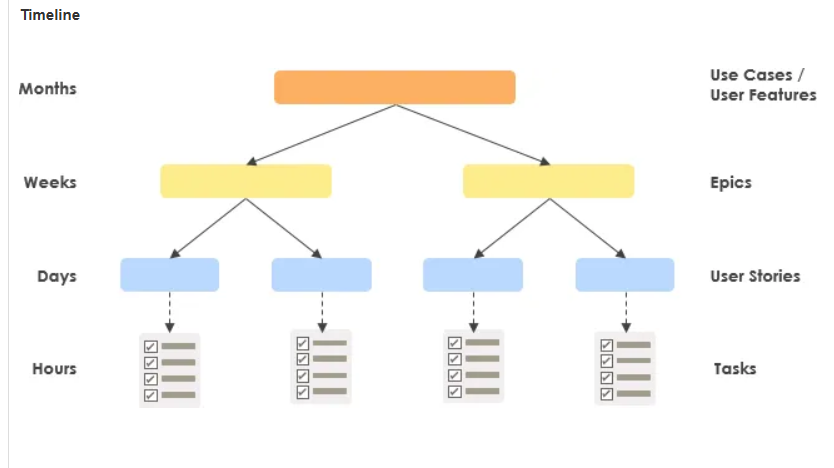 Timeline
Months
Use Cases /
User Features
Weeks
Epics
Days
User Stories
Hours
Tasks